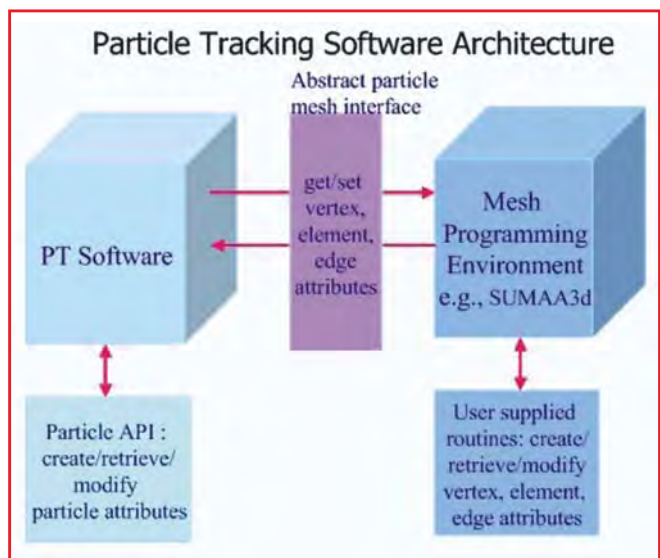 Particle Tracking Software Architecture
Abstract particle
mesh interface
PT Software
get/set
vertex,
element,
edge
attributes
Mesh
Programming
Environment
e.g., SUMAA3d
Particle API :
create/retrieve/
modify
particle attributes
User supplied
routines: create/
retrieve/modify
vertex, element,
edge attributes